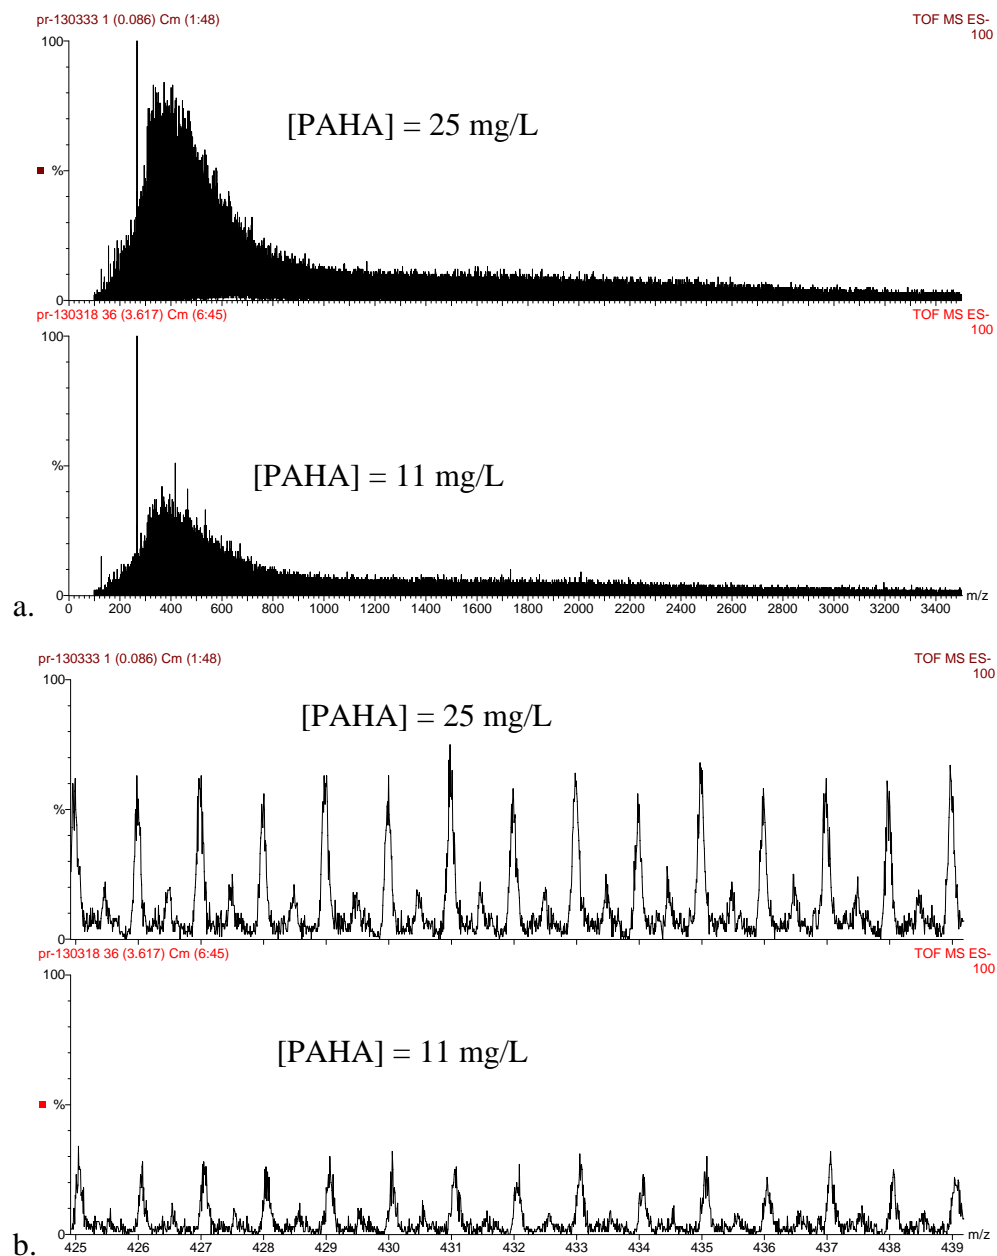 pr-130333 1 (0.086) Cm (1:48) TOF MS ES-
100
100
%
[PAHA] = 25 mg/L
0
pr-130318 36 (3.617) Cm (6:45) TOF MS ES-
100
100
%
[PAHA] = 11 mg/L
0
0 200 400 600 800 1000 1200 1400 1600 1800 2000 2200 2400 2600 2800 3000 3200 3400 m/z
a.
pr-130333 1 (0.086) Cm (1:48) TOF MS ES-
100
100
%
[PAHA] = 25 mg/L
0
pr-130318 36 (3.617) Cm (6:45) TOF MS ES-
100
100
%
[PAHA] = 11 mg/L
0
425 426 427 428 429 430 431 432 433 434 435 436 437 438 439 m/z
b.